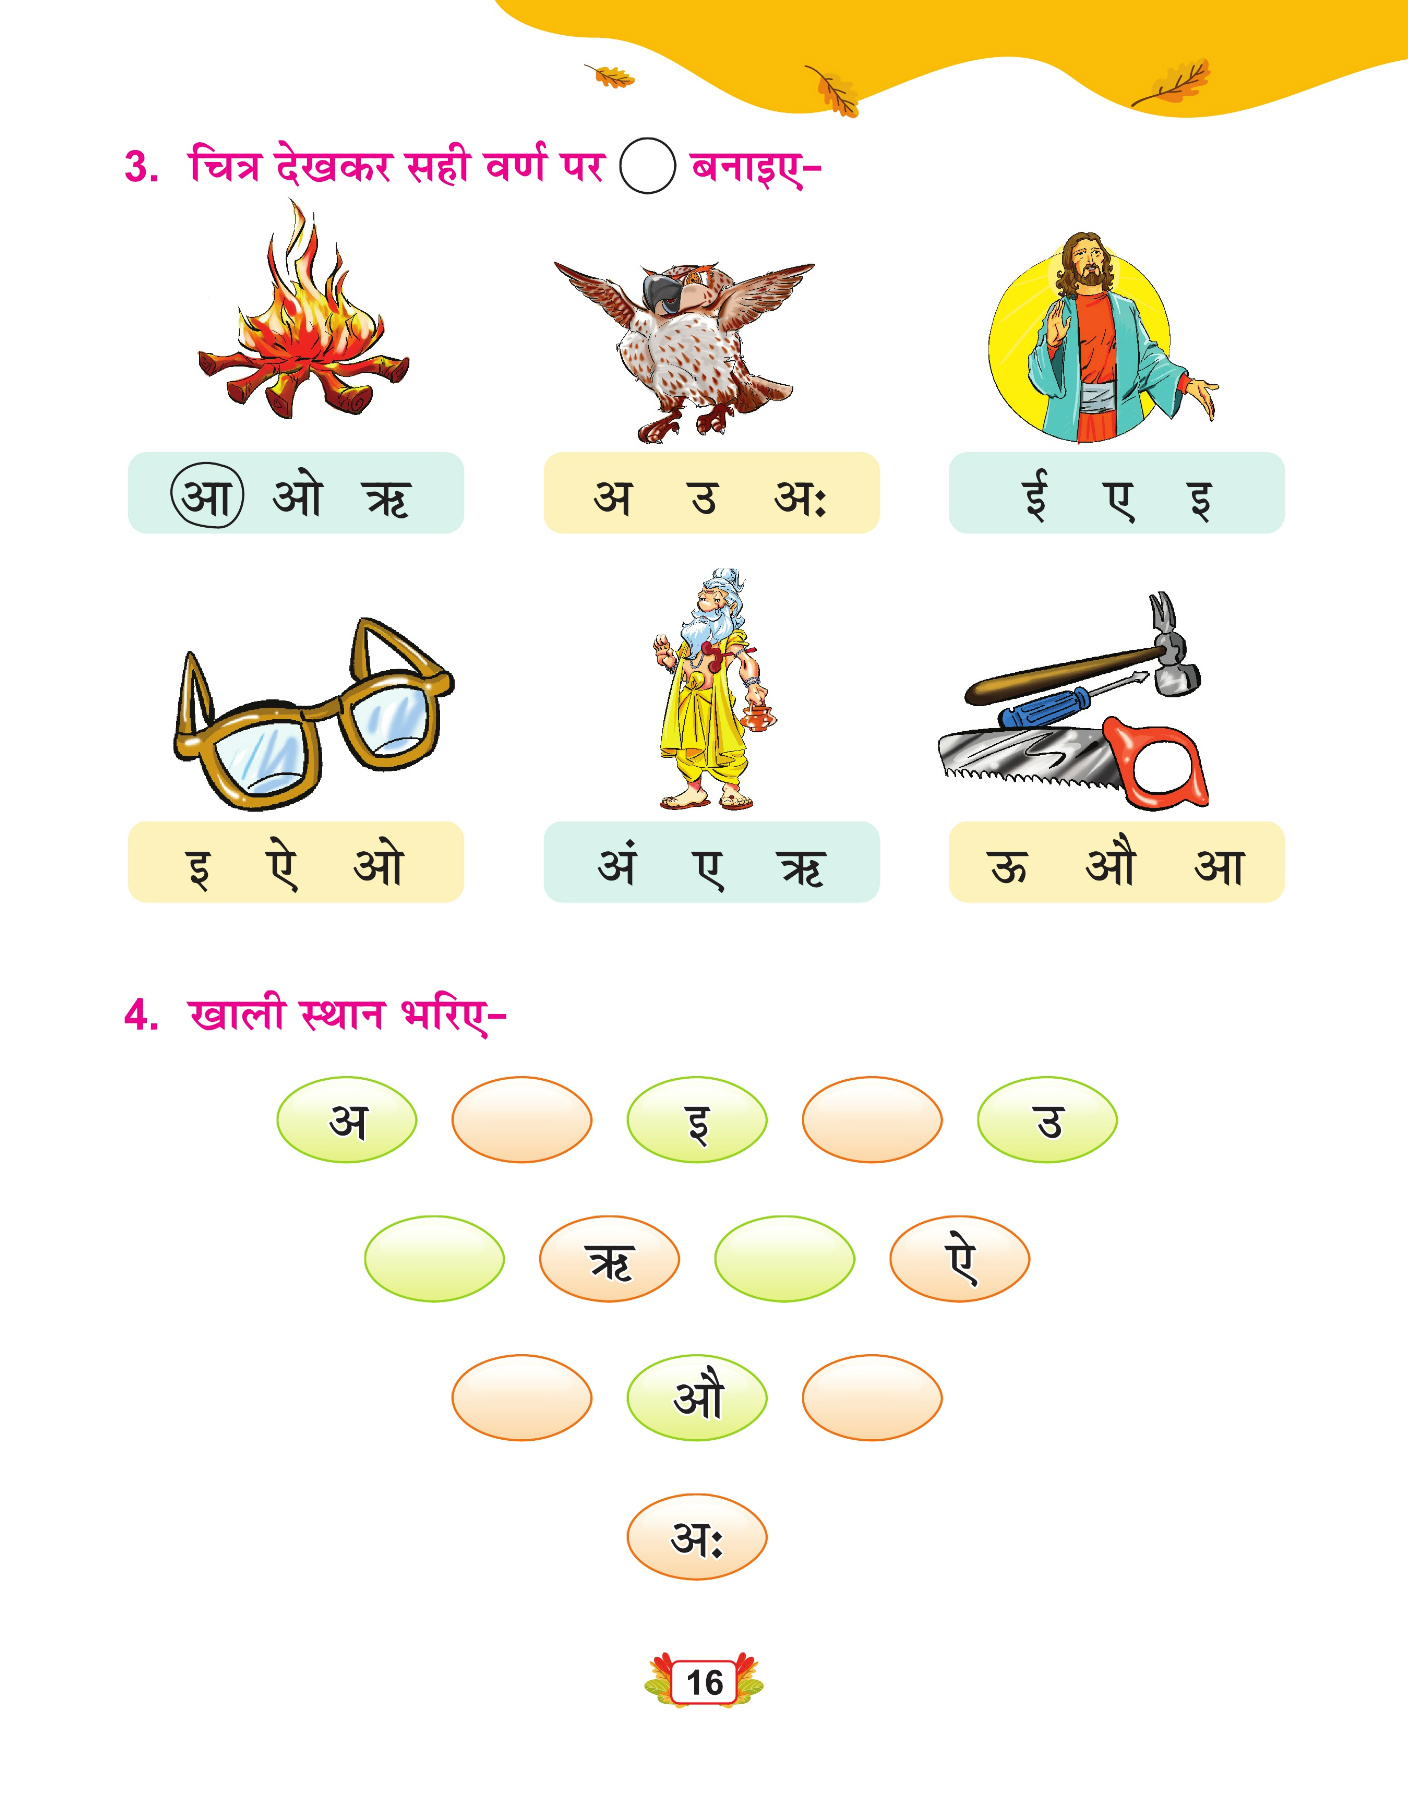 3. चित्र देखकर सही वर्ण पर बनाइए–
आ ओ ऋ
अ उ अः
ई ए इ
इ ऐ ओ
अं ए ऋ
ऊ औ आ
4. खाली स्थान भरिए–
अ इ उ
ऋ ऐ
औ
अः
16